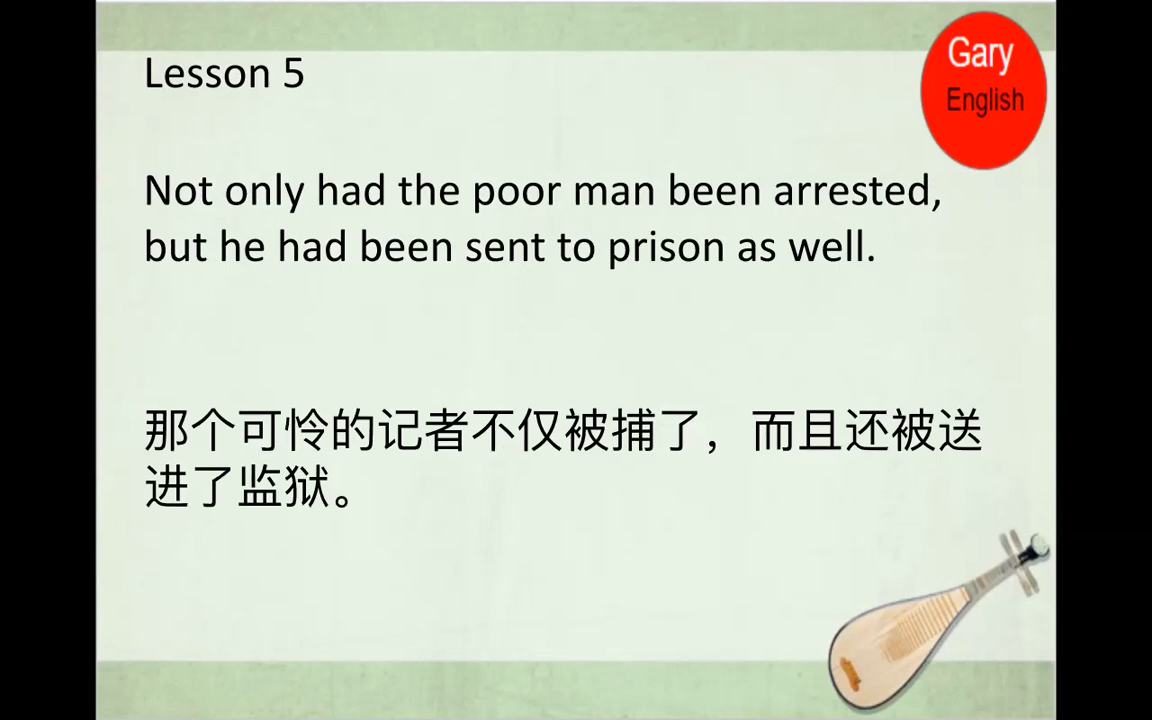 Lesson 5
Gary
English
Not only had the poor man been arrested,
but he had been sent to prison as well.
那个可怜的记者不仅被捕了，而且还被送
进了监狱。